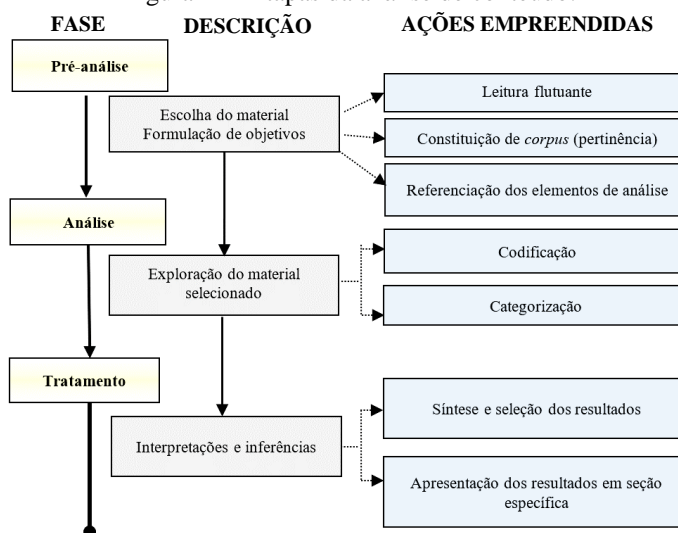 FASE
DESCRIÇÃO
AÇÕES EMPREENDIDAS
Pré-análise
Escolha do material
Formulação de objetivos
Leitura flutuante
Constituição de corpus (pertinência)
Referenciação dos elementos de análise
Análise
Exploração do material
selecionado
Codificação
Categorização
Tratamento
Interpretações e inferências
Síntese e seleção dos resultados
Apresentação dos resultados em seção
específica